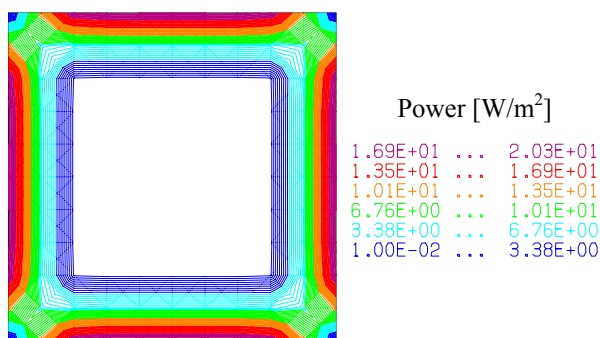 Power [W/m²]
1.69E+01 ... 2.03E+01
1.35E+01 ... 1.69E+01
1.01E+01 ... 1.35E+01
6.76E+00 ... 1.01E+01
3.38E+00 ... 6.76E+00
1.00E-02 ... 3.38E+00